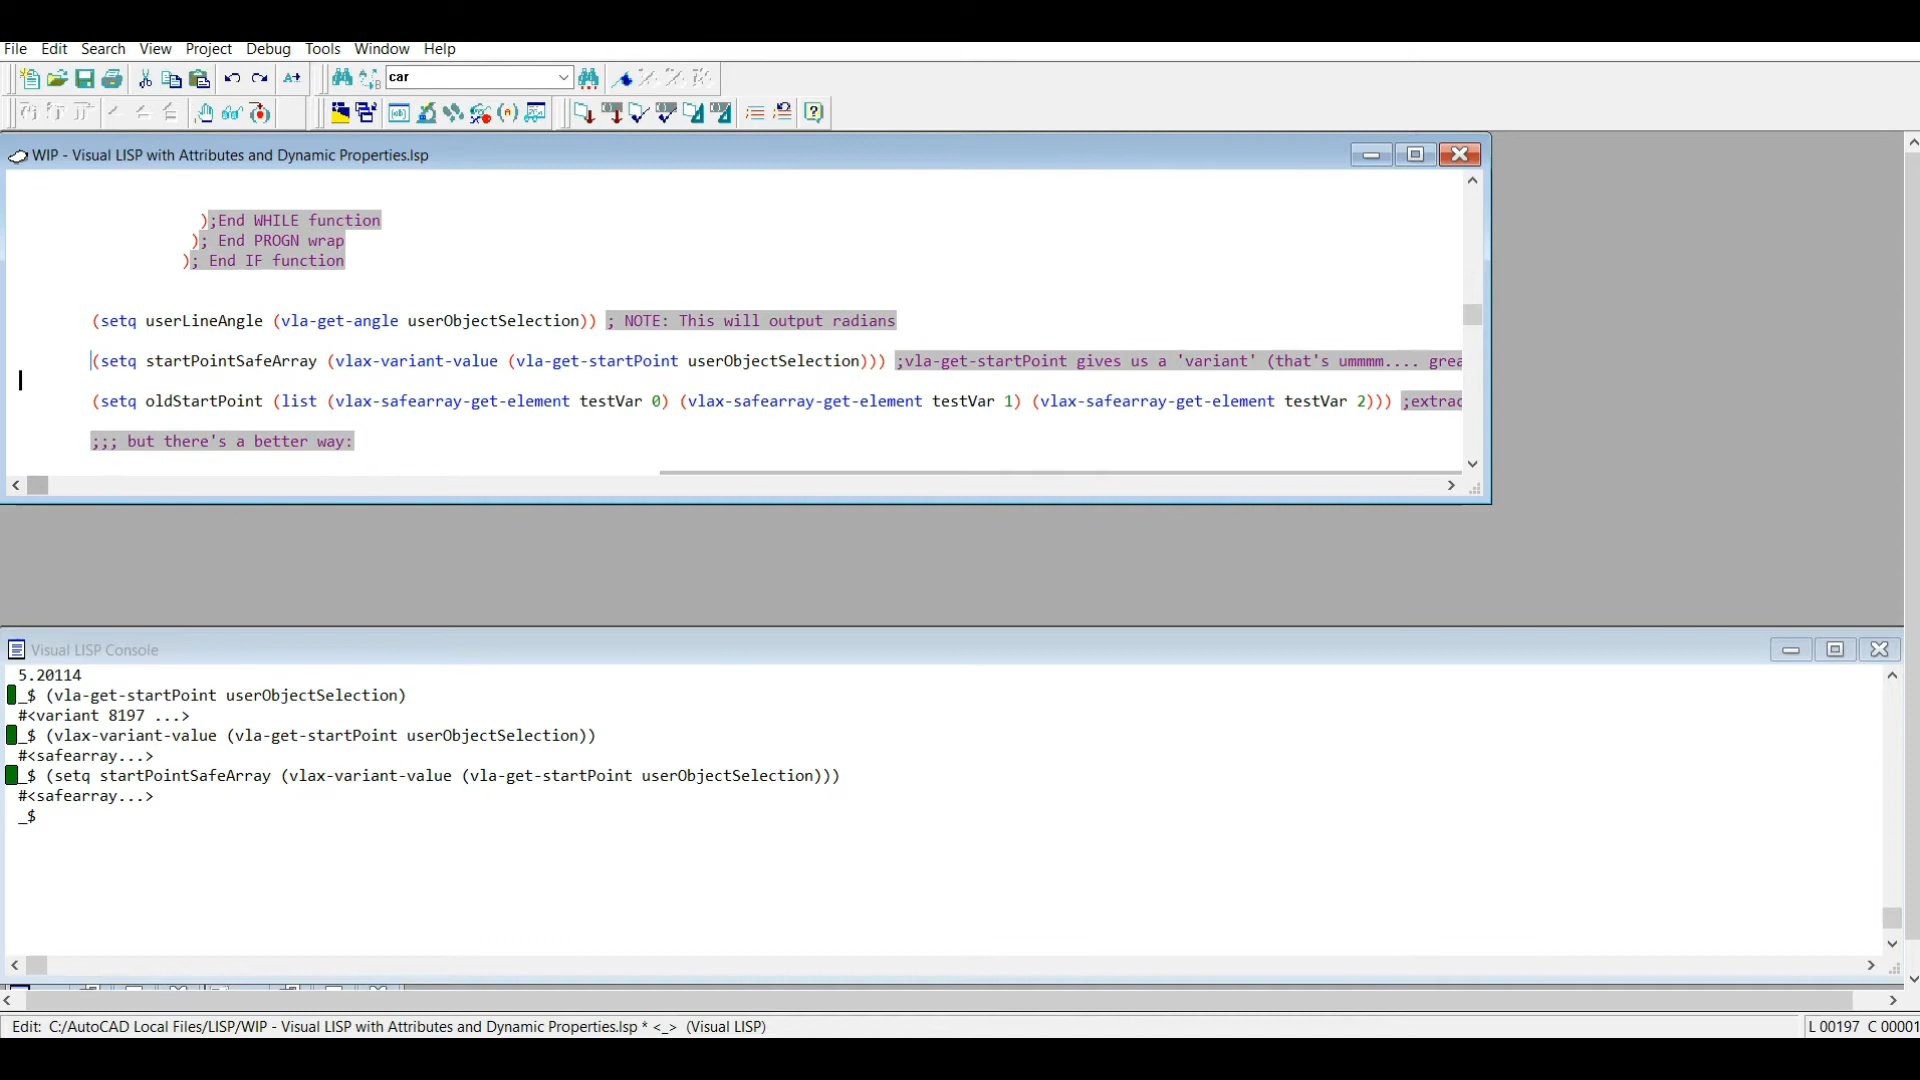 File Edit Search View Project Debug Tools Window Help
car
WIP - Visual LISP with Attributes and Dynamic Properties.lsp
);End WHILE function
); End PROGN wrap
); End IF function
(setq userLineAngle (vla-get-angle userObjectSelection)) ; NOTE: This will output radians
(setq startPointSafeArray (vlax-variant-value (vla-get-startPoint userObjectSelection))) ;vla-get-startPoint gives us a 'variant' (that's ummmm.... grea
(setq oldStartPoint (list (vlax-safearray-get-element testVar 0) (vlax-safearray-get-element testVar 1) (vlax-safearray-get-element testVar 2))) ;extrac
;;; but there's a better way:
Visual LISP Console
5.20114
_$ (vla-get-startPoint userObjectSelection)
#<variant 8197 ...>
_$ (vlax-variant-value (vla-get-startPoint userObjectSelection))
#<safearray...>
_$ (setq startPointSafeArray (vlax-variant-value (vla-get-startPoint userObjectSelection)))
#<safearray...>
_$
Edit: C:/AutoCAD Local Files/LISP/WIP - Visual LISP with Attributes and Dynamic Properties.lsp * <_> (Visual LISP)
L 00197 C 00001